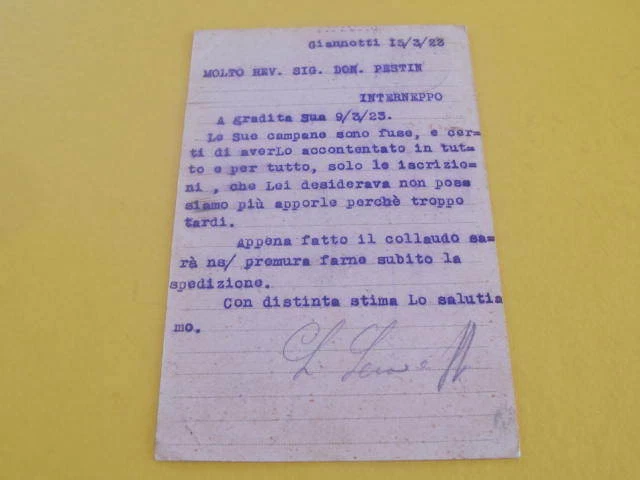 Giannotti 15/3/23
MOLTO REV. SIG. DON. PESTIN
INTERNEPPO
A gradita Sua 9/3/23.
Le Sue campane sono fuse, e cer=
ti di averLo accontentato in tut=
to e per tutto, solo le iscrizio=
ni , che Lei desiderava non poss
siamo più apporle perchè troppo
tardi.
Appena fatto il collaudo sa=
rà ns/ premura farne subito la
spedizione.
Con distinta stima Lo salutia
mo.